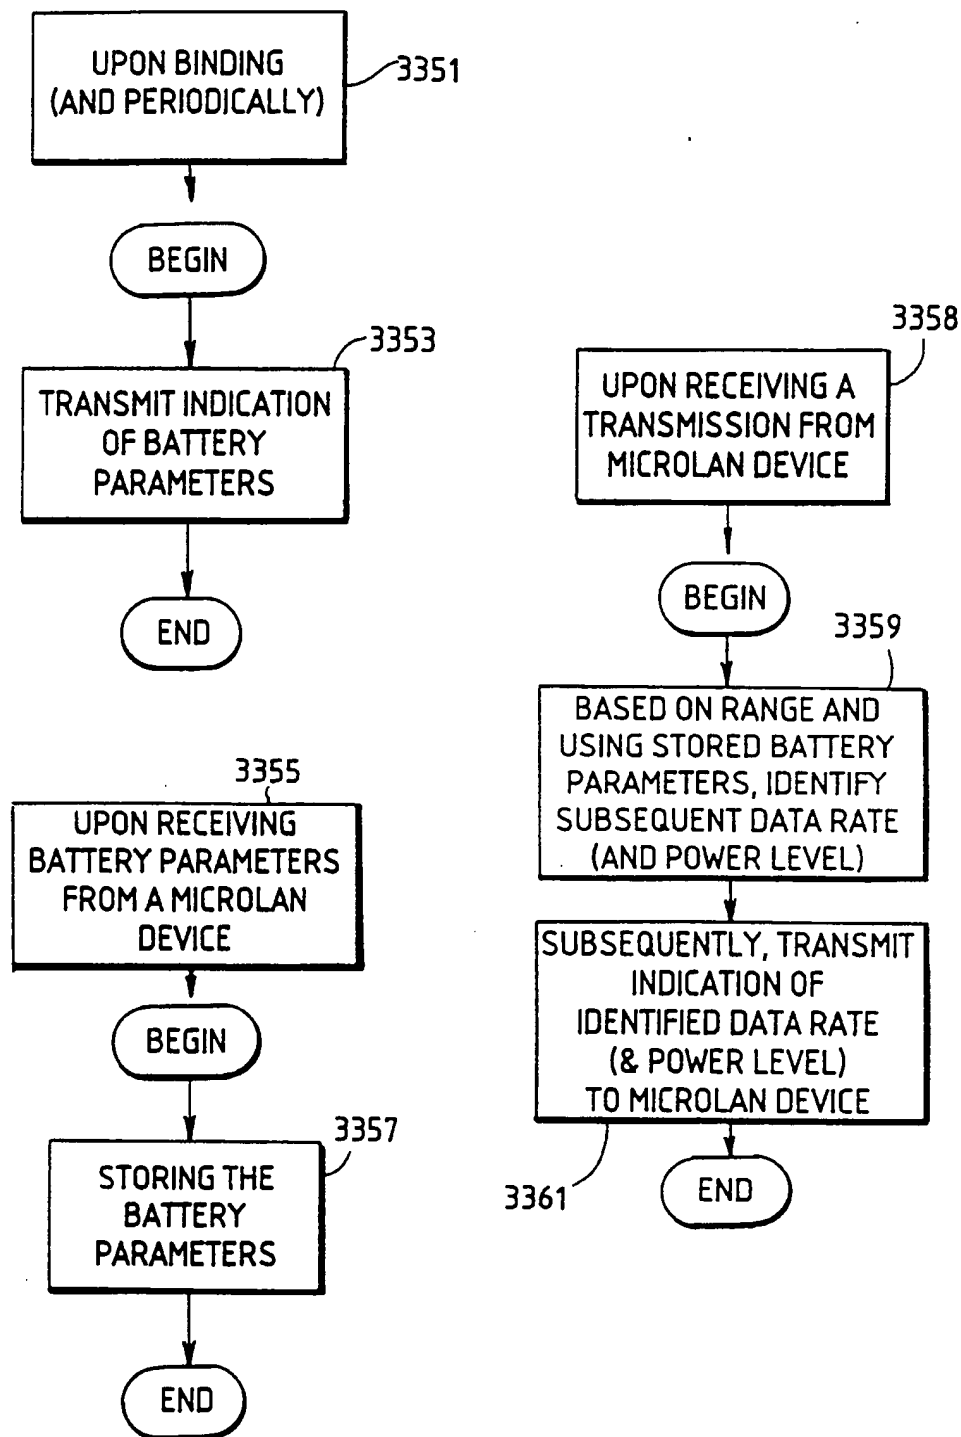 UPON BINDING
(AND PERIODICALLY)
3351
BEGIN
3353
TRANSMIT INDICATION
OF BATTERY
PARAMETERS
END
3355
UPON RECEIVING
BATTERY PARAMETERS
FROM A MICROLAN
DEVICE
BEGIN
3357
STORING THE
BATTERY
PARAMETERS
END
3358
UPON RECEIVING A
TRANSMISSION FROM
MICROLAN DEVICE
BEGIN
3359
BASED ON RANGE AND
USING STORED BATTERY
PARAMETERS, IDENTIFY
SUBSEQUENT DATA RATE
(AND POWER LEVEL)
SUBSEQUENTLY, TRANSMIT
INDICATION OF
IDENTIFIED DATA RATE
(& POWER LEVEL)
TO MICROLAN DEVICE
3361
END